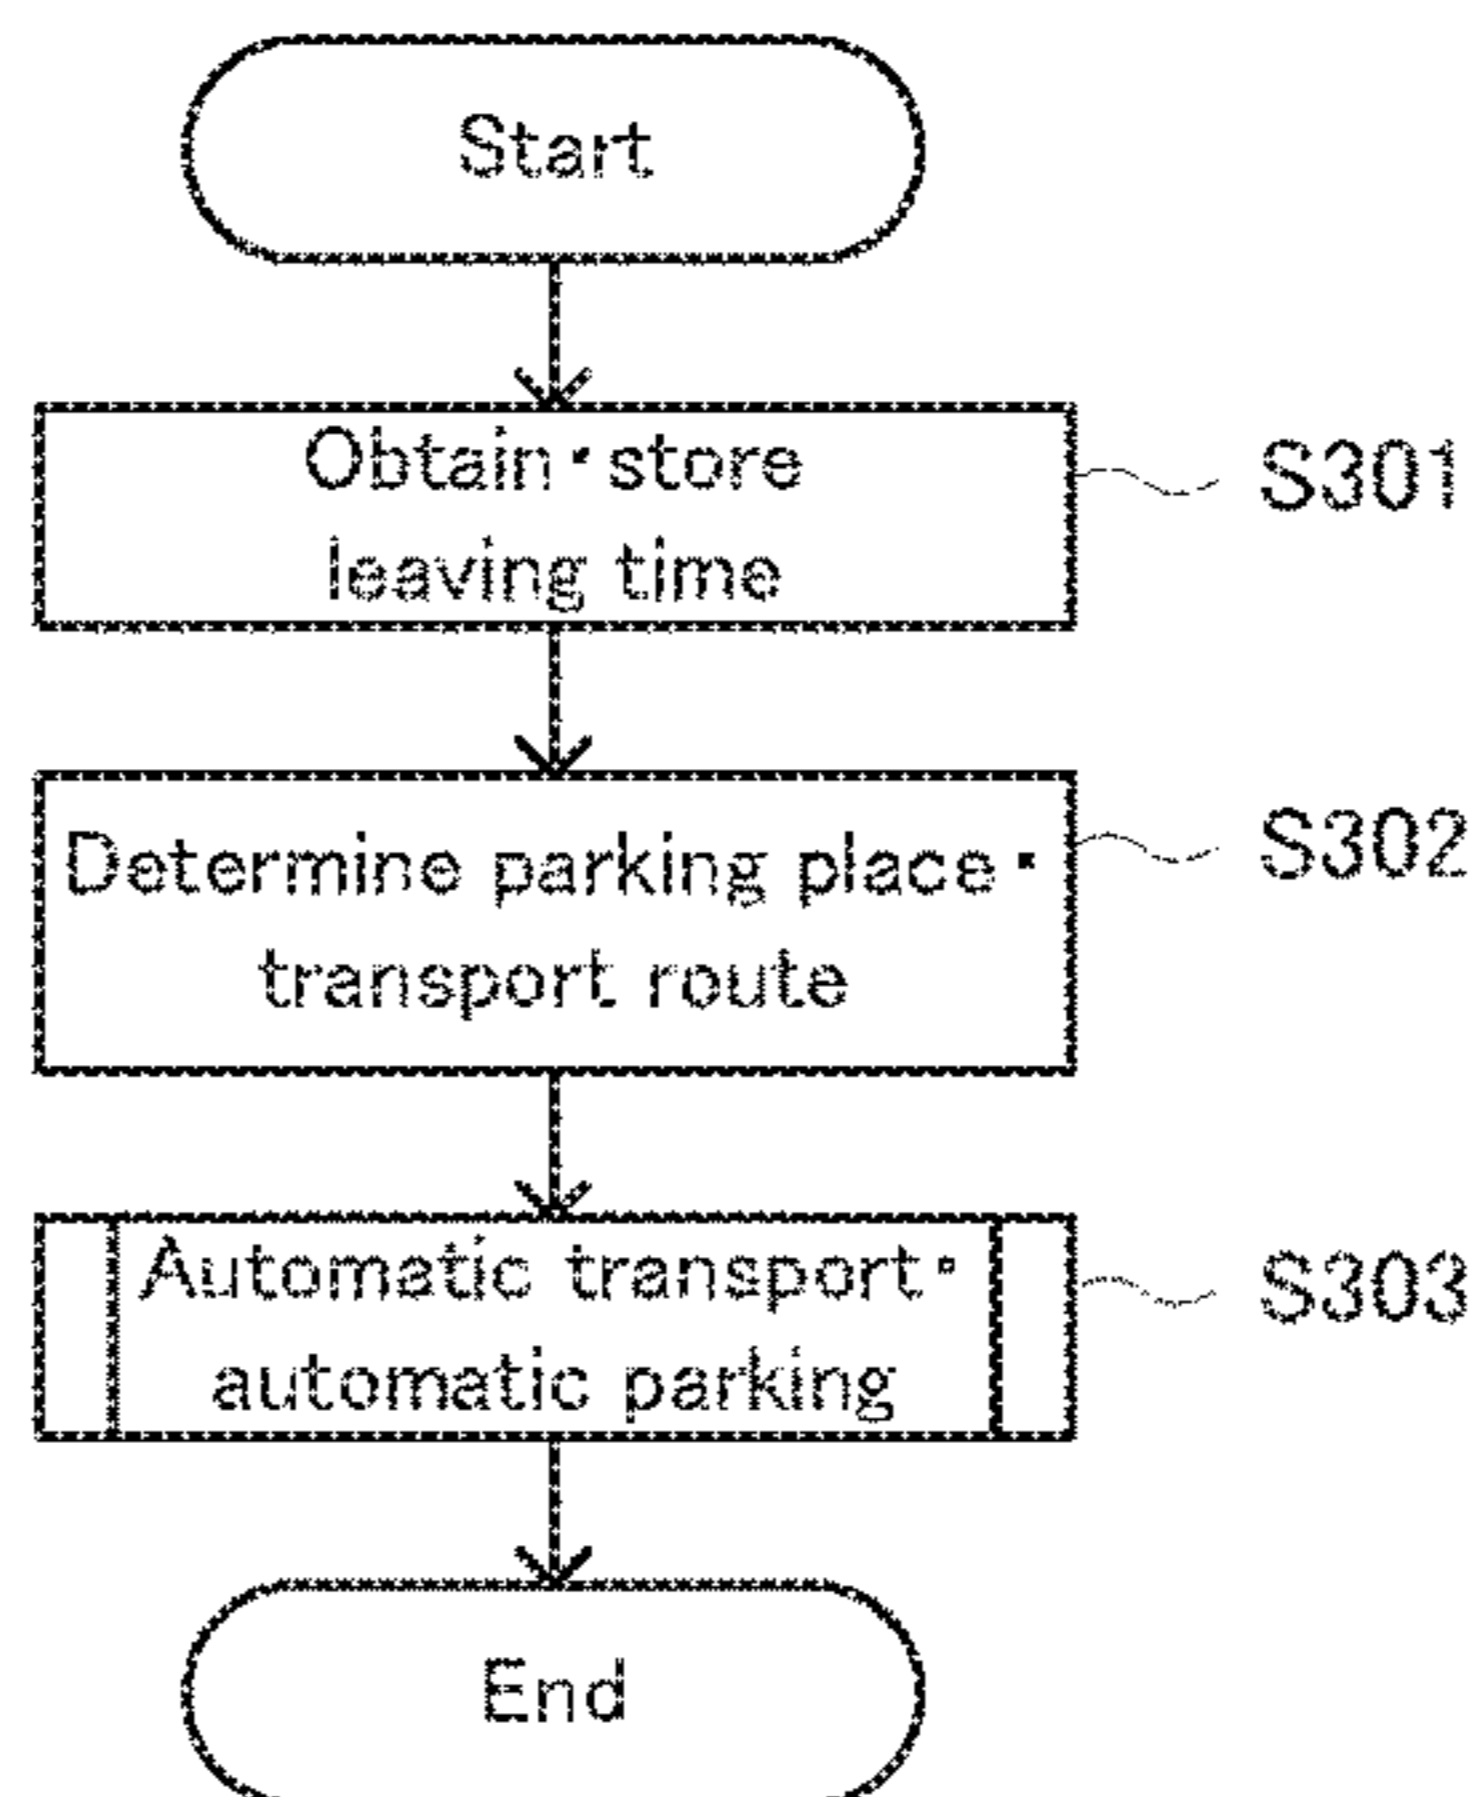 Start
Obtain・store
leaving time
S301
Determine parking place・
transport route
S302
Automatic transport・
automatic parking
S303
End